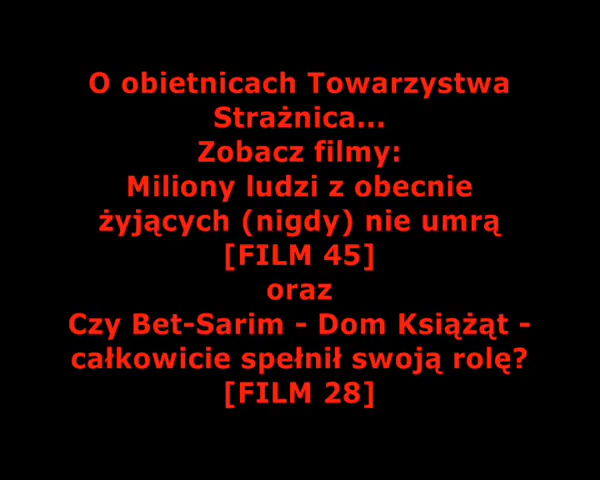 O obietnicach Towarzystwa
Strażnica...
Zobacz filmy:
Miliony ludzi z obecnie
żyjących (nigdy) nie umrą
[FILM 45]
oraz
Czy Bet-Sarim - Dom Książąt -
całkowicie spełnił swoją rolę?
[FILM 28]